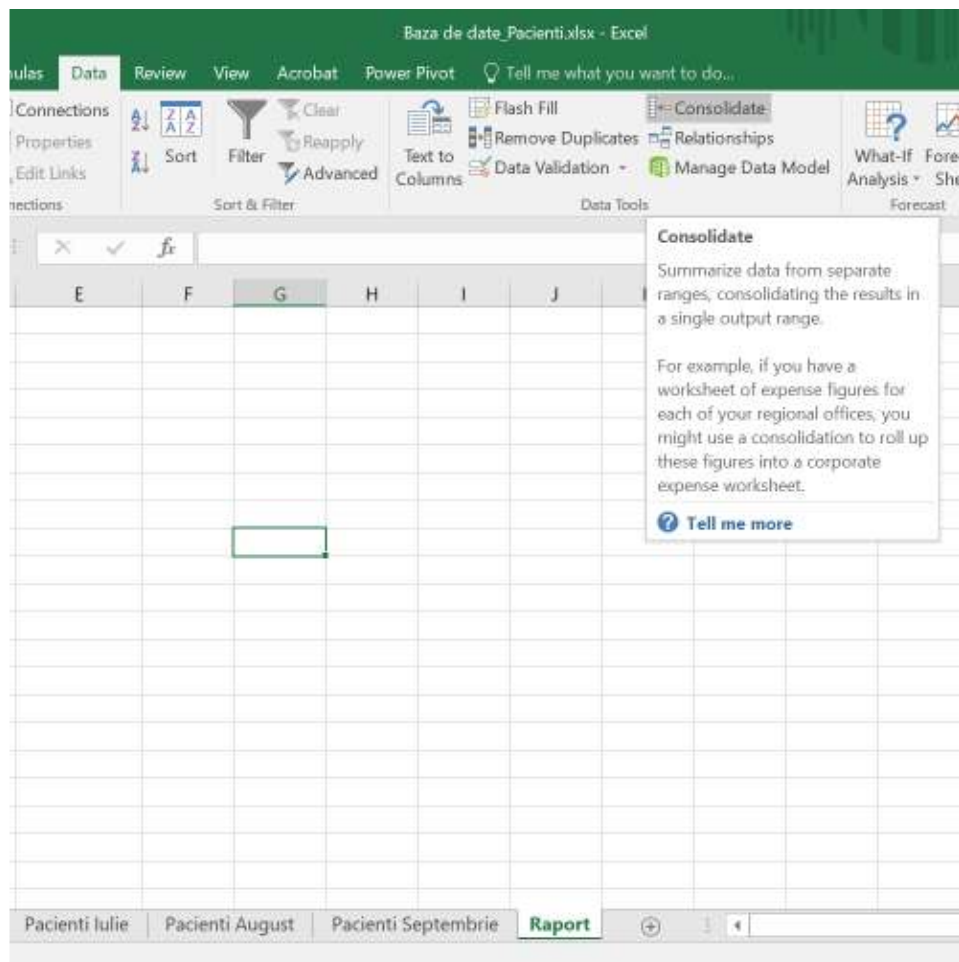 Baza de date_Pacienti.xlsx - Excel
ulas Data Review View Acrobat Power Pivot Tell me what you want to do...
Connections
Properties
Edit Links
nections
Sort
Filter
Clear
Reapply
Advanced
Sort & Filter
Text to
Columns
Flash Fill
Remove Duplicates
Data Validation
Consolidate
Relationships
Manage Data Model
Data Tools
What-If
Analysis
Fore
She
Forecast
fx
E F G H I J
Consolidate
Summarize data from separate
ranges, consolidating the results in
a single output range.
For example, if you have a
worksheet of expense figures for
each of your regional offices, you
might use a consolidation to roll up
these figures into a corporate
expense worksheet.
Tell me more
Pacienti Iulie Pacienti August Pacienti Septembrie Raport